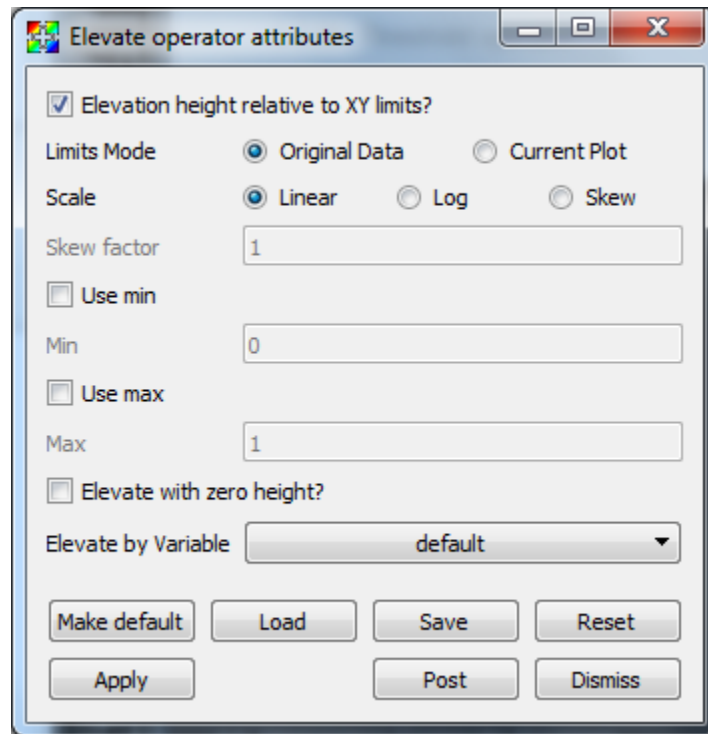 Elevate operator attributes
Elevation height relative to XY limits?
Limits Mode Original Data Current Plot
Scale Linear Log Skew
Skew factor 1
Use min
Min 0
Use max
Max 1
Elevate with zero height?
Elevate by Variable default
Make default Load Save Reset
Apply Post Dismiss